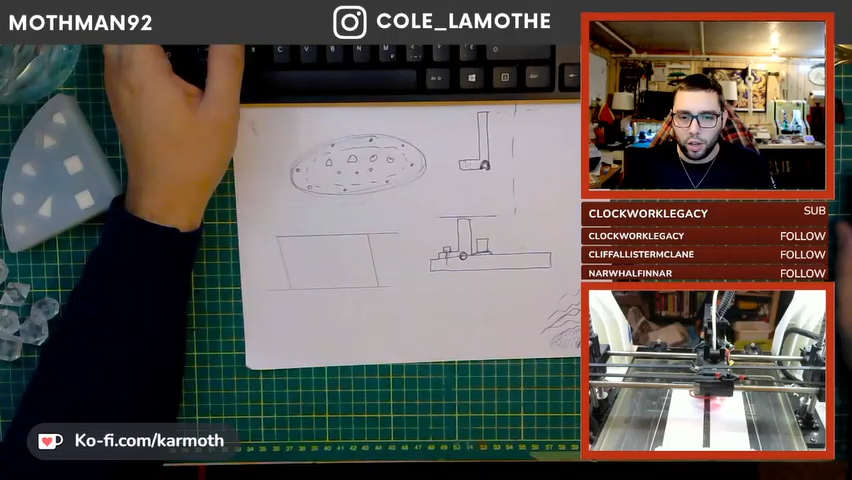 MOTHMAN92
COLE_LAMOTHE
CLOCKWORKLEGACY SUB
CLOCKWORKLEGACY FOLLOW
CLIFFALLISTERMCLANE FOLLOW
NARWHALFINNAR FOLLOW
Ko-fi.com/karmoth